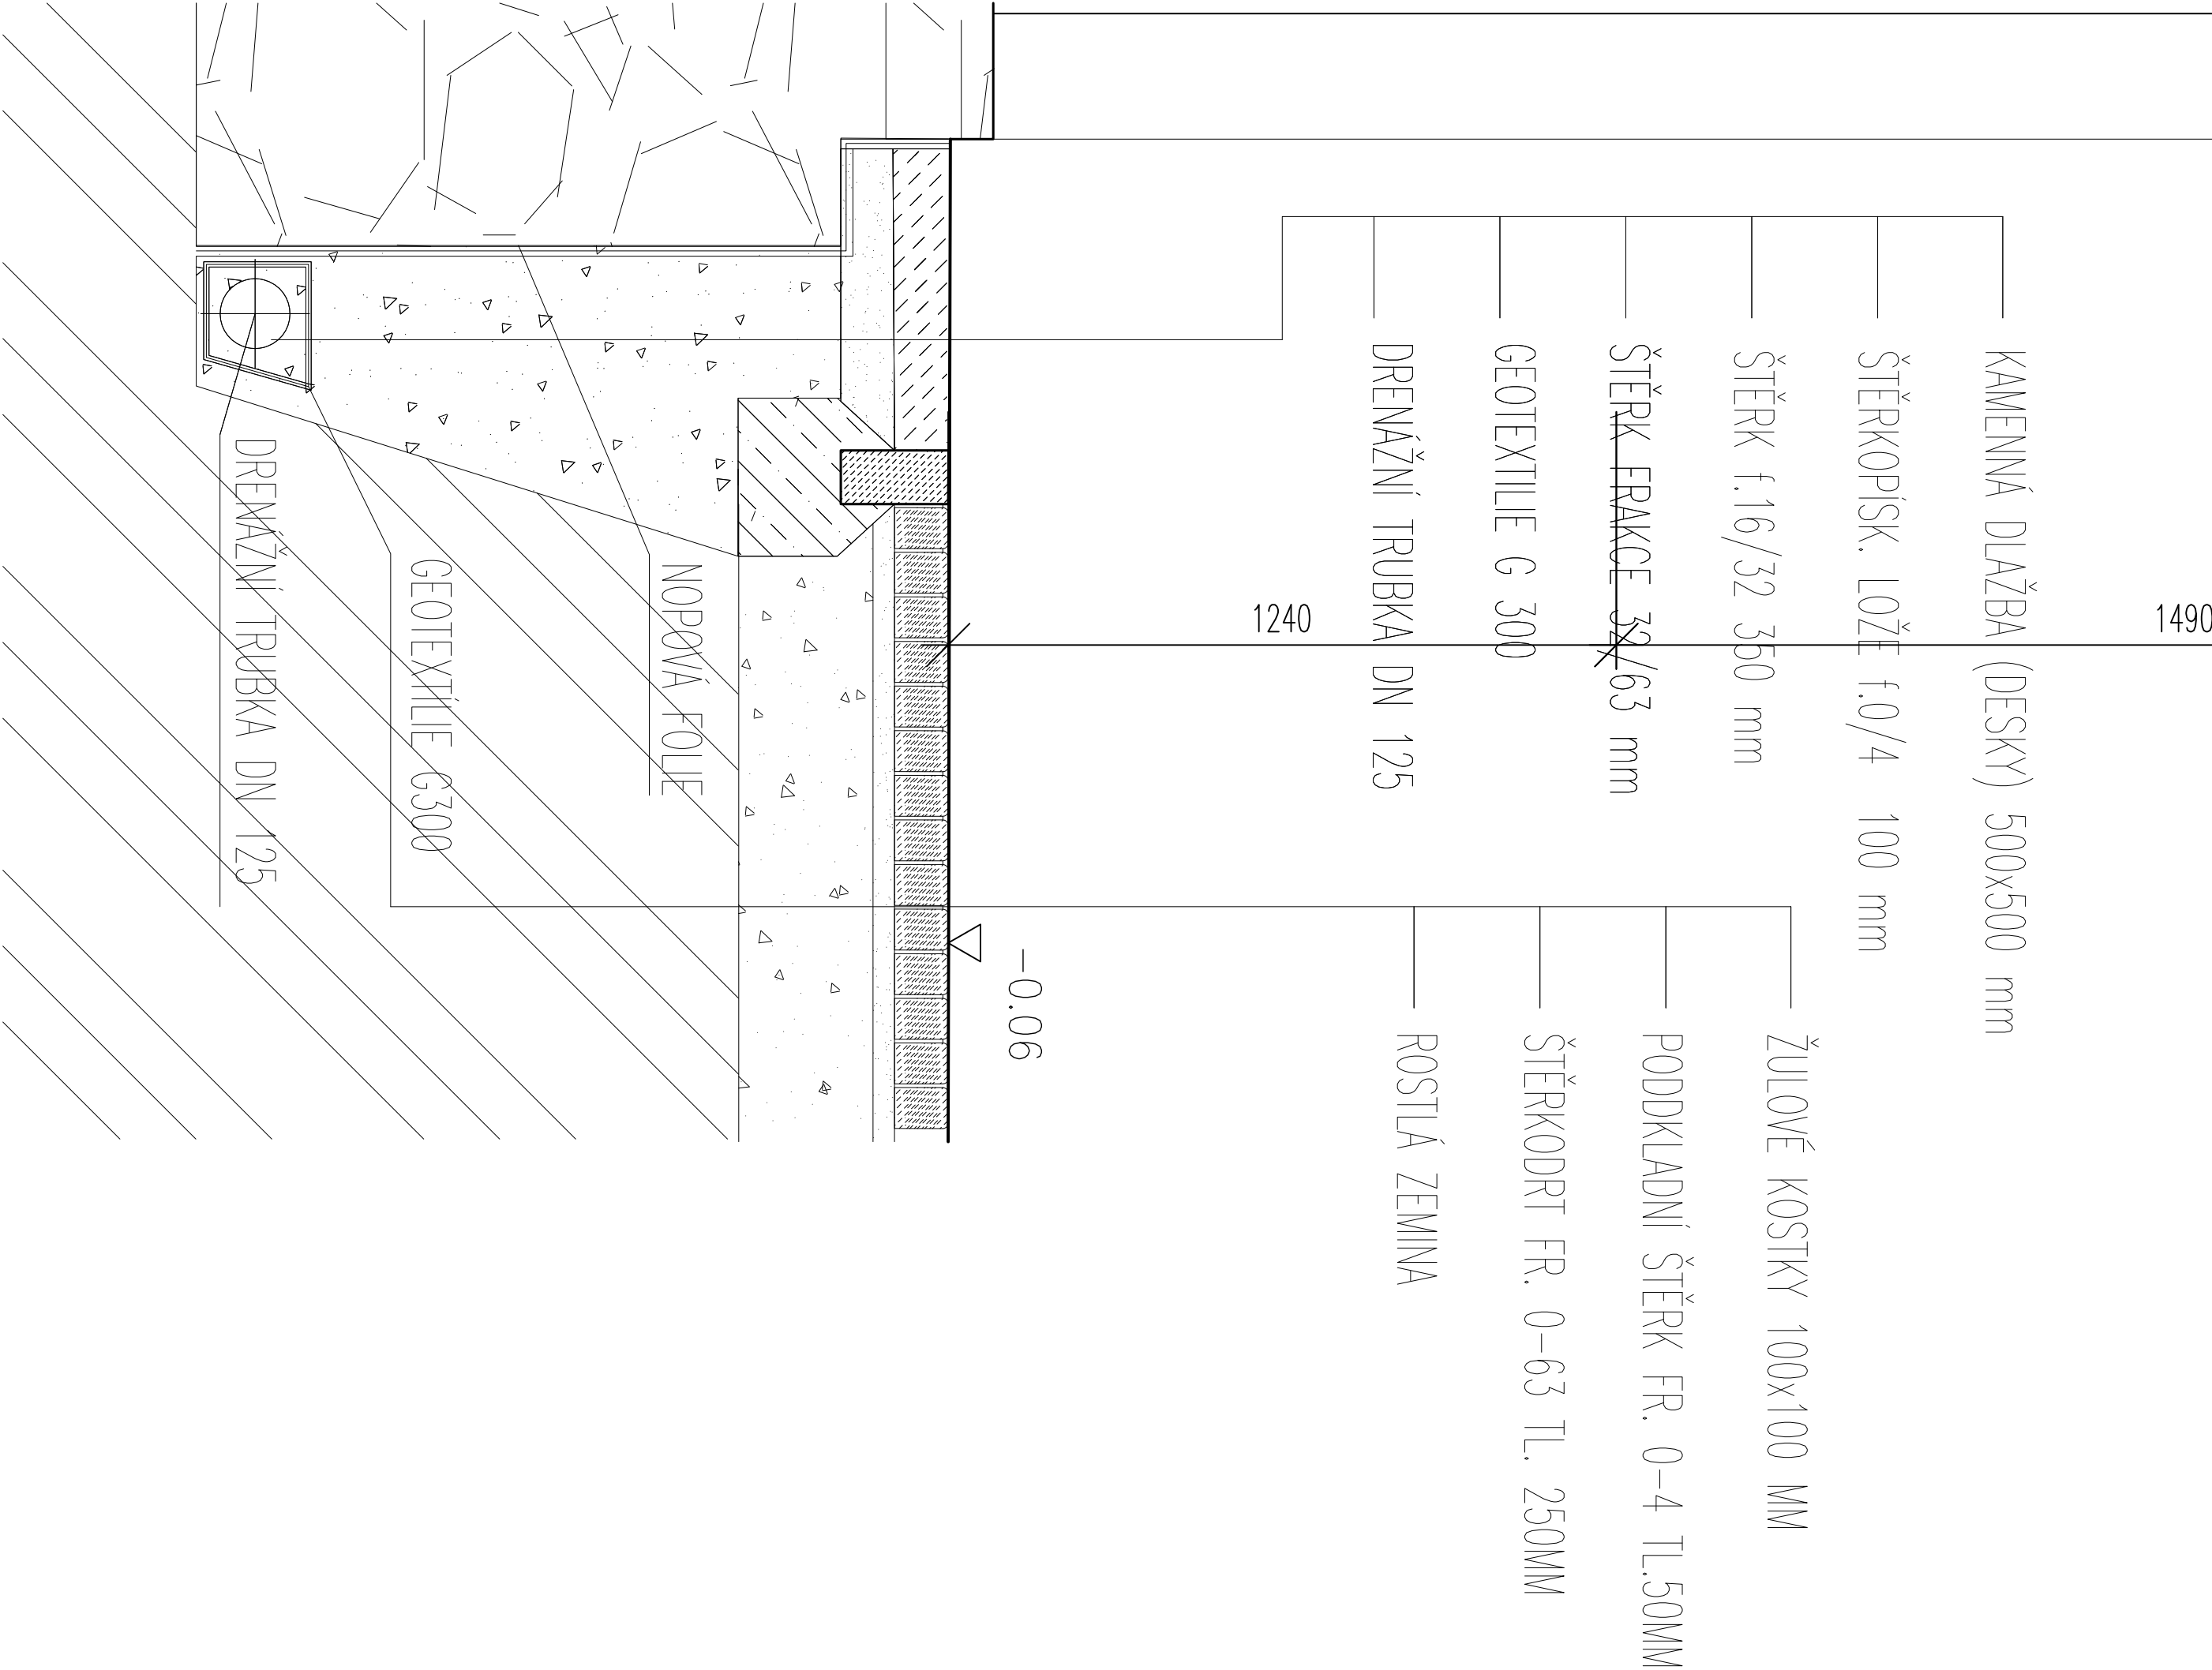 KAMENNÁ DLAŽBA (DESKY) 500x500 mm
ŠTĚRKOPÍSK. LOŽE f.0/4 100 mm
ŠTĚRK f.16/32 350 mm
ŠTĚRK FRAKCE 32/63 mm
GEOTEXTILIE G 300
DRENÁŽNÍ TRUBKA DN 125
ŽULOVÉ KOSTKY 100x100 MM
PODDKLADNÍ ŠTĚRK FR. 0-4 TL.50MM
ŠTĚRKODRT FR. 0-63 TL. 250MM
ROSTLÁ ZEMINA
1490
1240
-0.06
NOPOVÁ FOLIE
GEOTEXTÍLIE G300
DRENÁŽNÍ TRUBKA DN 125